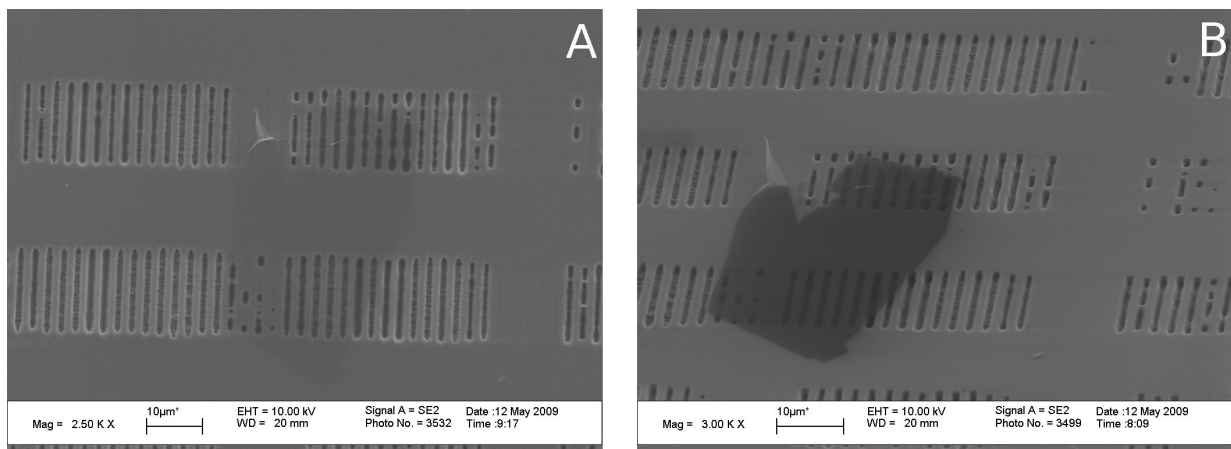 A
Mag = 2.50 K X
10µm†
EHT = 10.00 kV
WD = 20 mm
Signal A = SE2
Photo No. = 3532
Date :12 May 2009
Time :9:17
B
Mag = 3.00 K X
10µm†
EHT = 10.00 kV
WD = 20 mm
Signal A = SE2
Photo No. = 3499
Date :12 May 2009
Time :8:09